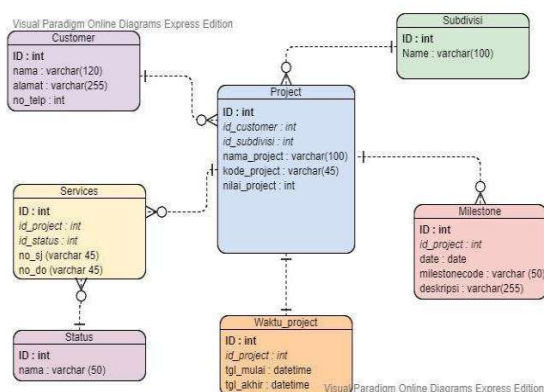 Visual Paradigm Online Diagrams Express Edition
Customer
ID : int
nama : varchar(120)
alamat : varchar(255)
no_telp : int
Subdivisi
ID : int
Name : varchar(100)
Project
ID : int
id_customer : int
id_subdivisi : int
nama_project : varchar(100)
kode_project : varchar(45)
nilai_project : int
Services
ID : int
id_project : int
id_status : int
no_sj (varchar 45)
no_do (varchar 45)
Milestone
ID : int
id_project : int
date : date
milestonecode : varchar (50)
deskripsi : varchar(255)
Status
ID : int
nama : varchar (50)
Waktu_project
ID : int
id_project : int
tgl_mulai : datetime
tgl_akhir : datetime
Visual Paradigm Online Diagrams Express Edition